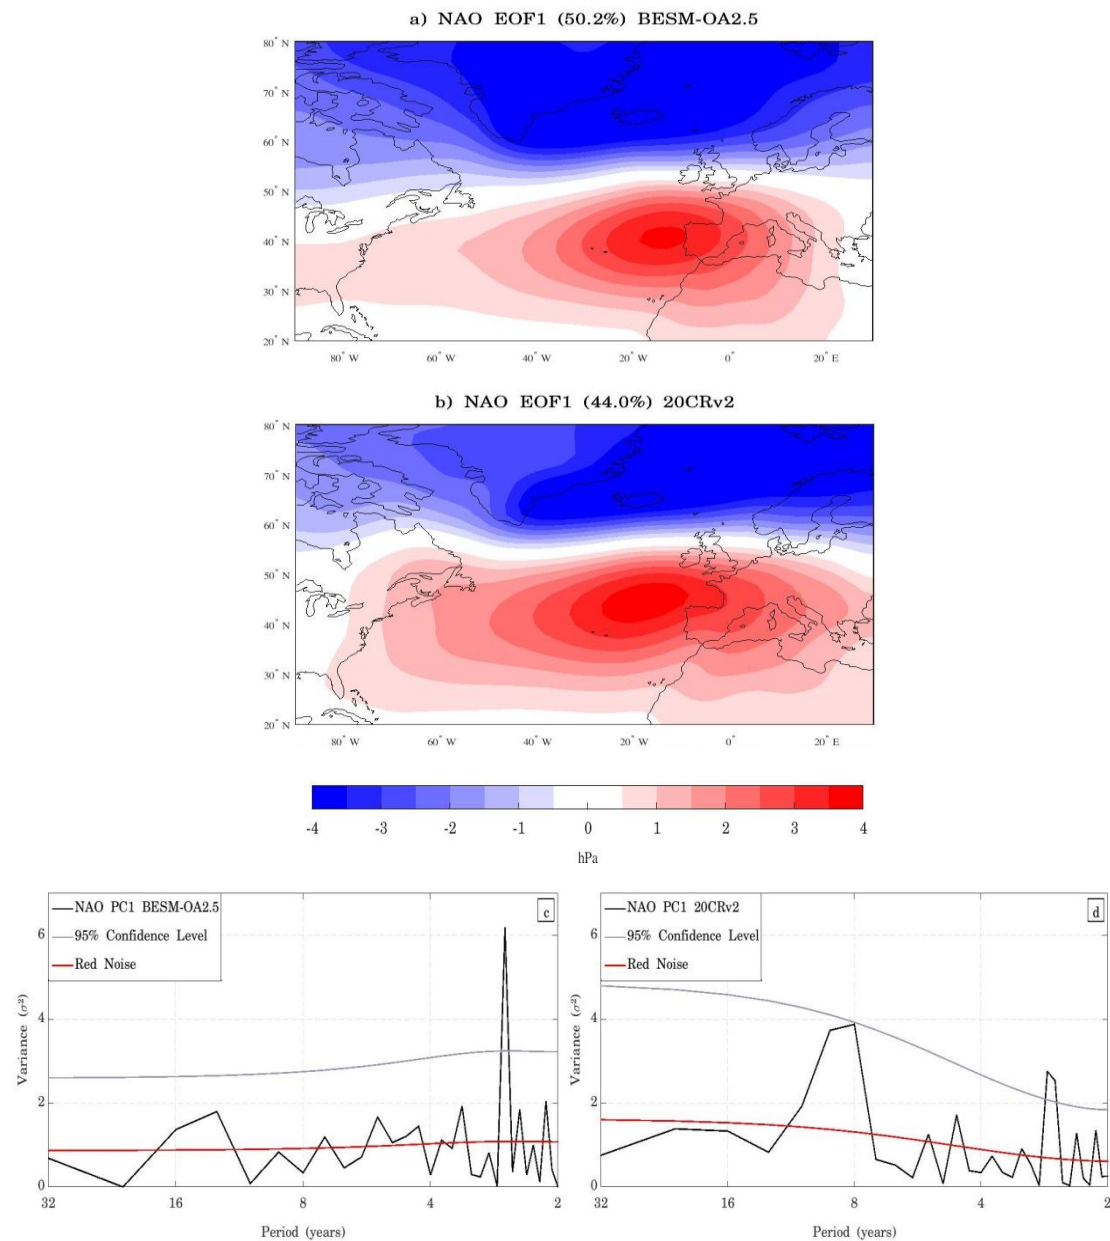 a) NAO EOF1 (50.2%) BESM-OA2.5
80° N
70° N
60° N
50° N
40° N
30° N
20° N
80° W 60° W 40° W 20° W 0° 20° E
b) NAO EOF1 (44.0%) 20CRv2
80° N
70° N
60° N
50° N
40° N
30° N
20° N
80° W 60° W 40° W 20° W 0° 20° E
-4 -3 -2 -1 0 1 2 3 4
hPa
NAO PC1 BESM-OA2.5
95% Confidence Level
Red Noise
c
Variance (σ²)
6
4
2
0
32 16 8 4 2
Period (years)
NAO PC1 20CRv2
95% Confidence Level
Red Noise
d
Variance (σ²)
6
4
2
0
32 16 8 4 2
Period (years)